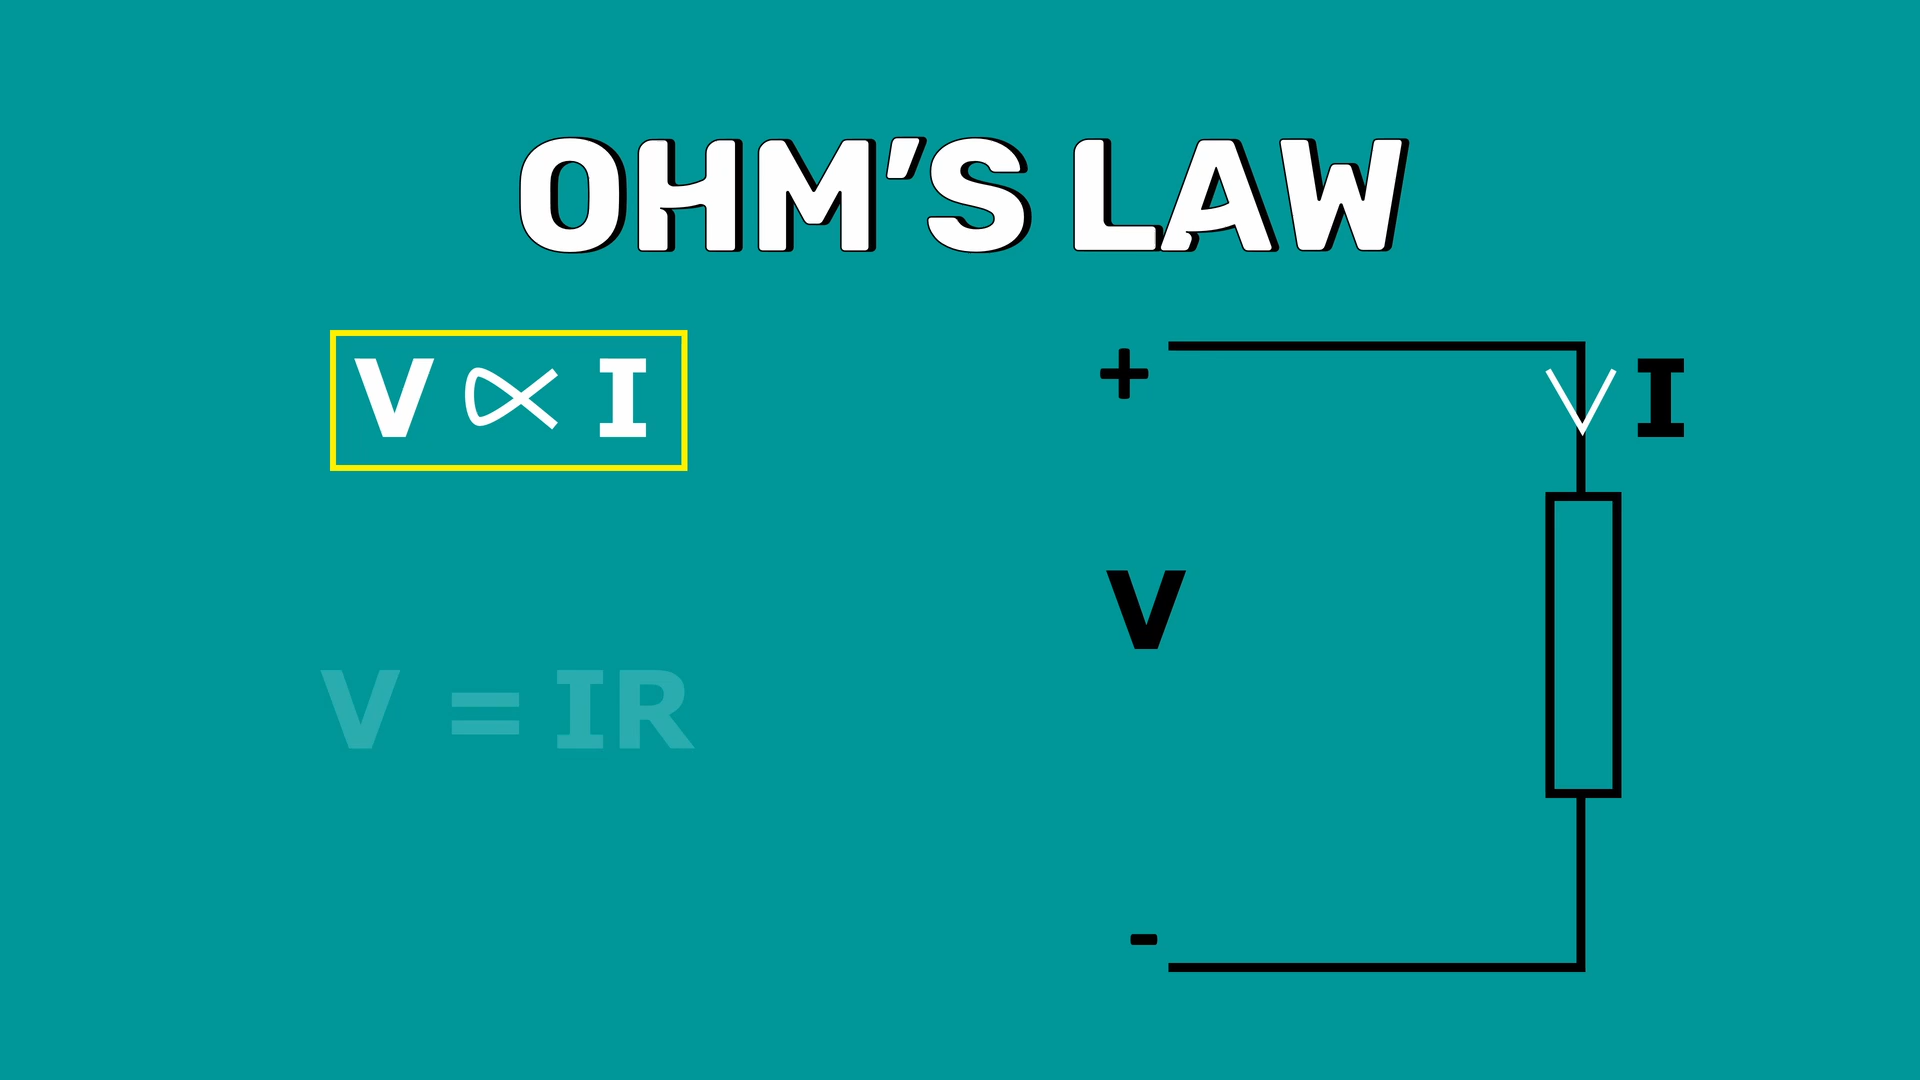 OHM'S LAW
V ∝ I
+
I
V
V = IR
-